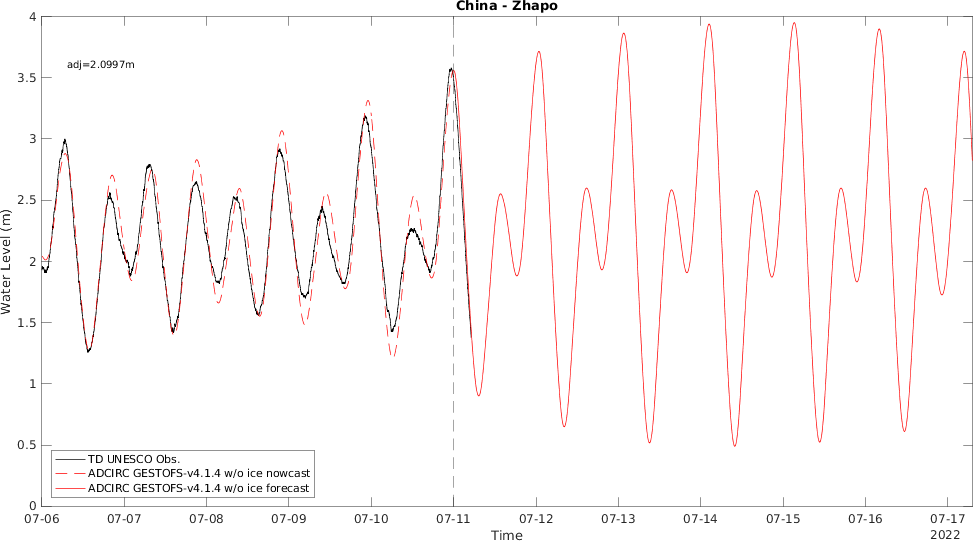 China - Zhapo
adj=2.0997m
4
3.5
3
2.5
2
1.5
1
0.5
0
Water Level (m)
TD UNESCO Obs.
ADCIRC GESTOFS-v4.1.4 w/o ice nowcast
ADCIRC GESTOFS-v4.1.4 w/o ice forecast
07-06 07-07 07-08 07-09 07-10 07-11 07-12 07-13 07-14 07-15 07-16 07-17
2022
Time